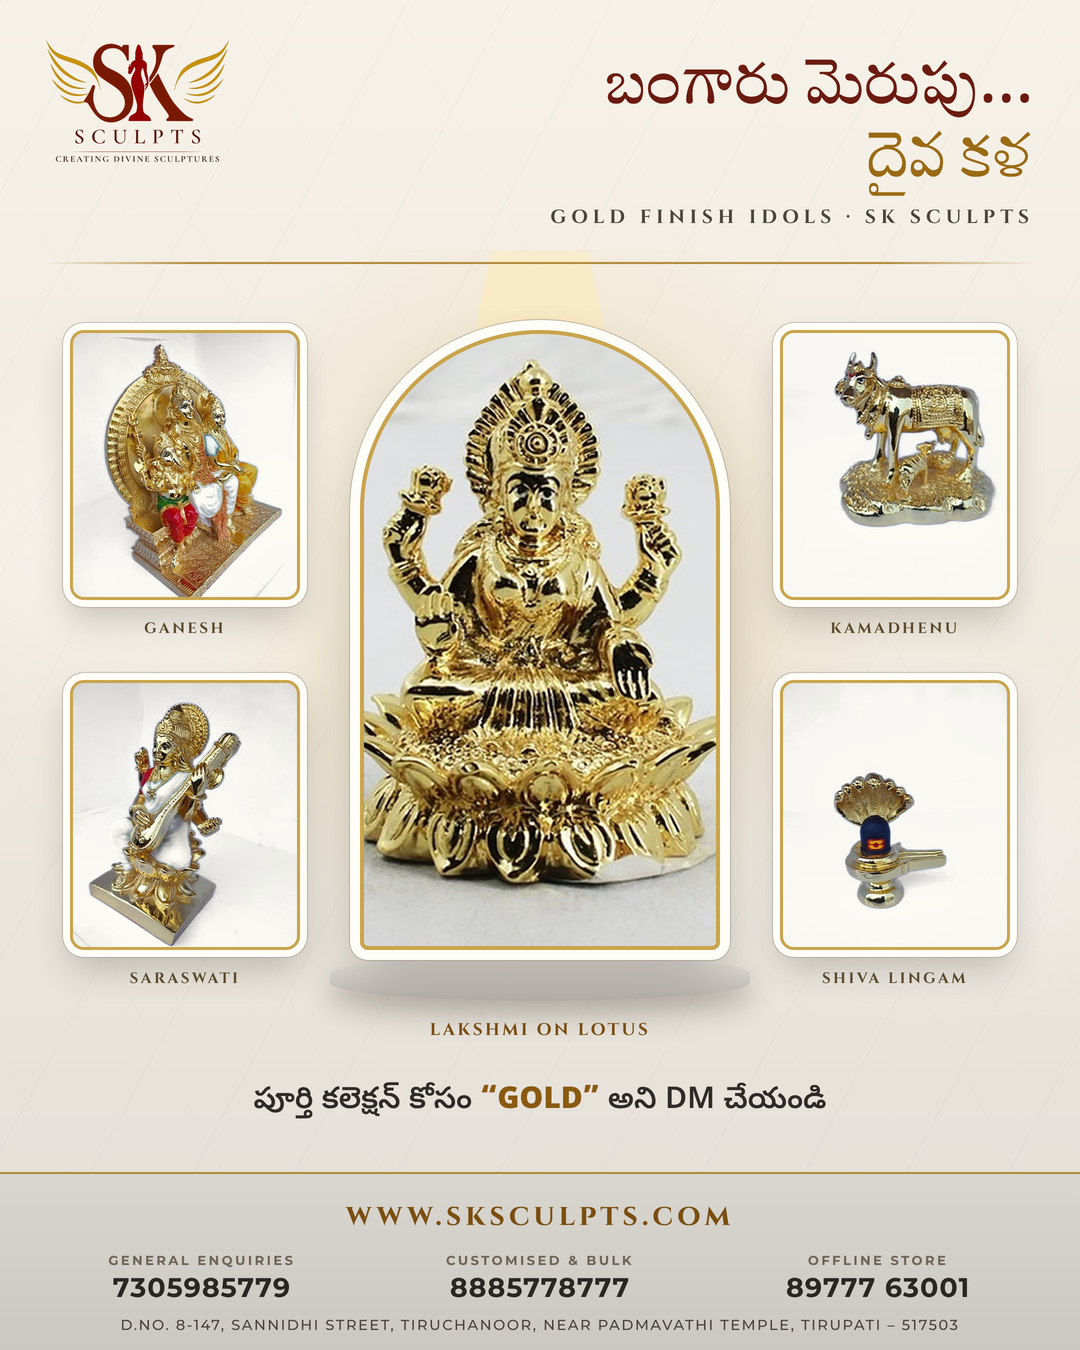 SK
SCULPTS
CREATING DIVINE SCULPTURES
బంగారు మెరుపు...
దైవ కళ
GOLD FINISH IDOLS · SK SCULPTS
GANESH
KAMADHENU
SARASWATI
SHIVA LINGAM
LAKSHMI ON LOTUS
పూర్తి కలెక్షన్ కోసం “GOLD” అని DM చేయండి
WWW.SKSCULPTS.COM
GENERAL ENQUIRIES
7305985779
CUSTOMISED & BULK
8885778777
OFFLINE STORE
89777 63001
D.NO. 8-147, SANNIDHI STREET, TIRUCHANOOR, NEAR PADMAVATHI TEMPLE, TIRUPATI – 517503